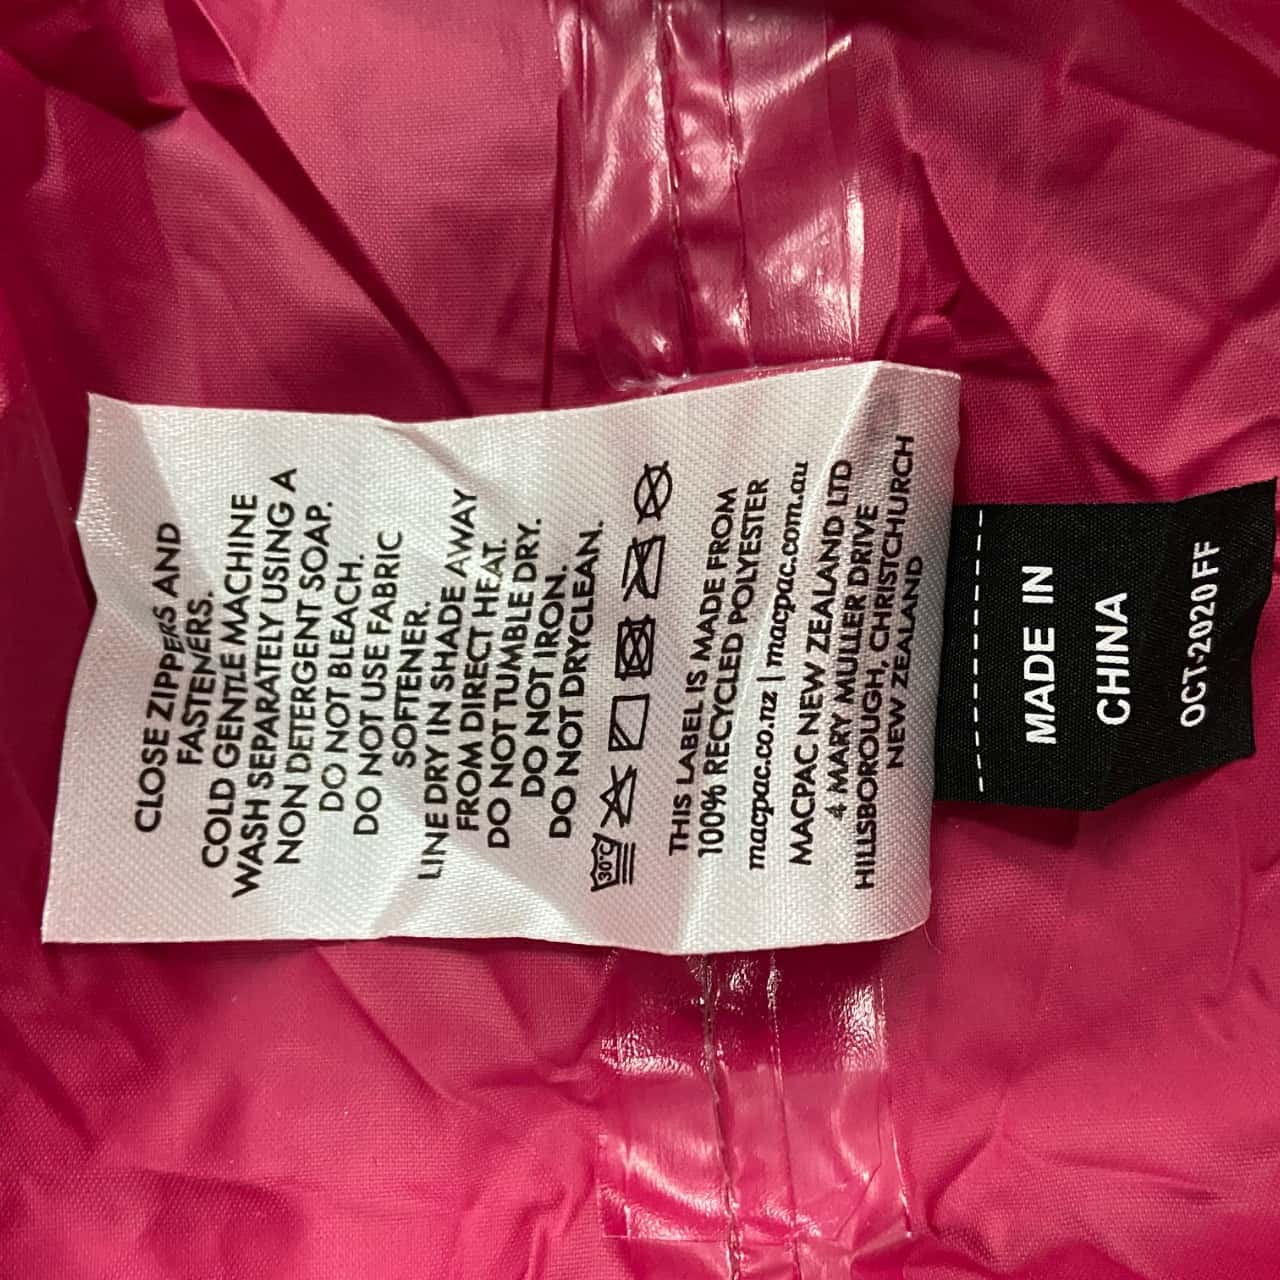 CLOSE ZIPPERS AND
FASTENERS.
COLD GENTLE MACHINE
WASH SEPARATELY USING A
NON DETERGENT SOAP.
DO NOT BLEACH.
DO NOT USE FABRIC
SOFTENER.
LINE DRY IN SHADE AWAY
FROM DIRECT HEAT.
DO NOT TUMBLE DRY.
DO NOT IRON.
DO NOT DRYCLEAN.
30°C
THIS LABEL IS MADE FROM
100% RECYCLED POLYESTER
macpac.co.nz | macpac.com.au
MACPAC NEW ZEALAND LTD
4 MARY MULLER DRIVE
HILLSBOROUGH, CHRISTCHURCH
NEW ZEALAND
MADE IN
CHINA
OCT-2020 FF